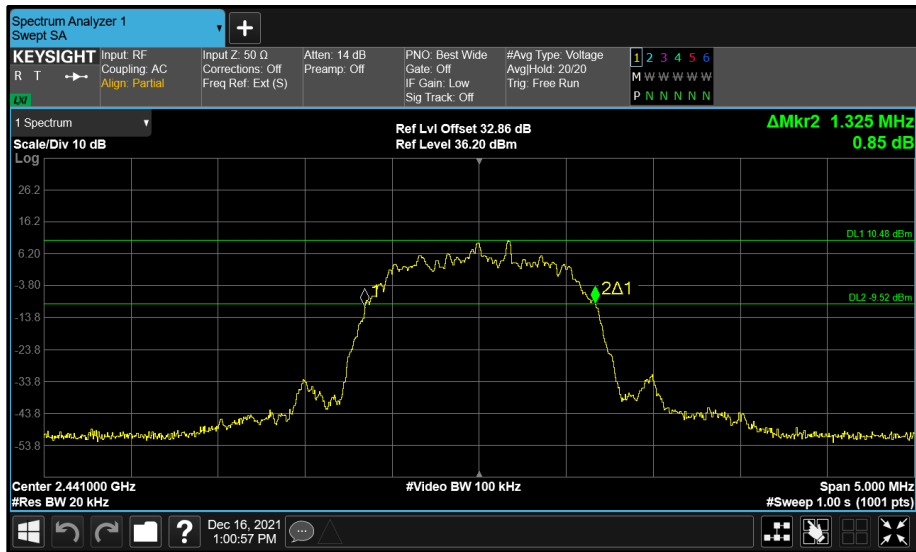 Spectrum Analyzer 1
Swept SA
▼
+
KEYSIGHT
R T
LXI
Input: RF
Coupling: AC
Align: Partial
Input Z: 50 Ω
Corrections: Off
Freq Ref: Ext (S)
Atten: 14 dB
Preamp: Off
PNO: Best Wide
Gate: Off
IF Gain: Low
Sig Track: Off
#Avg Type: Voltage
Avg|Hold: 20/20
Trig: Free Run
1 2 3 4 5 6
M W W W W W
P N N N N N
1 Spectrum ▼
Scale/Div 10 dB
Log
Ref Lvl Offset 32.86 dB
Ref Level 36.20 dBm
ΔMkr2 1.325 MHz
0.85 dB
26.2
16.2
DL1 10.48 dBm
6.20
-3.80
1
2Δ1
DL2 -9.52 dBm
-13.8
-23.8
-33.8
-43.8
-53.8
Center 2.441000 GHz
#Video BW 100 kHz
Span 5.000 MHz
#Res BW 20 kHz
#Sweep 1.00 s (1001 pts)
?
Dec 16, 2021
1:00:57 PM